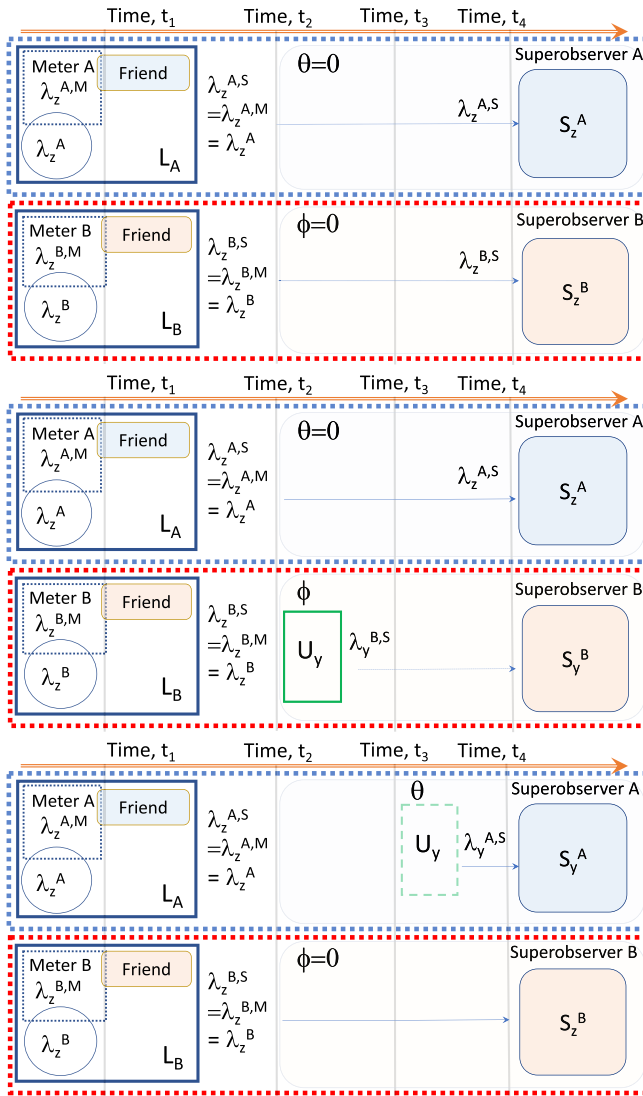 Time, t₁ Time, t₂ Time, t₃ Time, t₄
Superobserver A
Meter A
Friend
θ=0
λ_z^{A,M}
λ_z^{A,S}
=λ_z^{A,M}
= λ_z^A
λ_z^{A,S}
S_z^A
λ_z^A
L_A
Superobserver B
Meter B
Friend
ϕ=0
λ_z^{B,M}
λ_z^{B,S}
=λ_z^{B,M}
= λ_z^B
λ_z^{B,S}
S_z^B
λ_z^B
L_B
Time, t₁ Time, t₂ Time, t₃ Time, t₄
Superobserver A
Meter A
Friend
θ=0
λ_z^{A,M}
λ_z^{A,S}
=λ_z^{A,M}
= λ_z^A
λ_z^{A,S}
S_z^A
λ_z^A
L_A
Superobserver B
Meter B
Friend
ϕ
λ_z^{B,M}
λ_z^{B,S}
=λ_z^{B,M}
= λ_z^B
U_y
λ_y^{B,S}
S_y^B
λ_z^B
L_B
Time, t₁ Time, t₂ Time, t₃ Time, t₄
Superobserver A
Meter A
Friend
θ
λ_z^{A,M}
λ_z^{A,S}
=λ_z^{A,M}
= λ_z^A
U_y
λ_y^{A,S}
S_y^A
λ_z^A
L_A
Superobserver B
Meter B
Friend
ϕ=0
λ_z^{B,M}
λ_z^{B,S}
=λ_z^{B,M}
= λ_z^B
S_z^B
λ_z^B
L_B